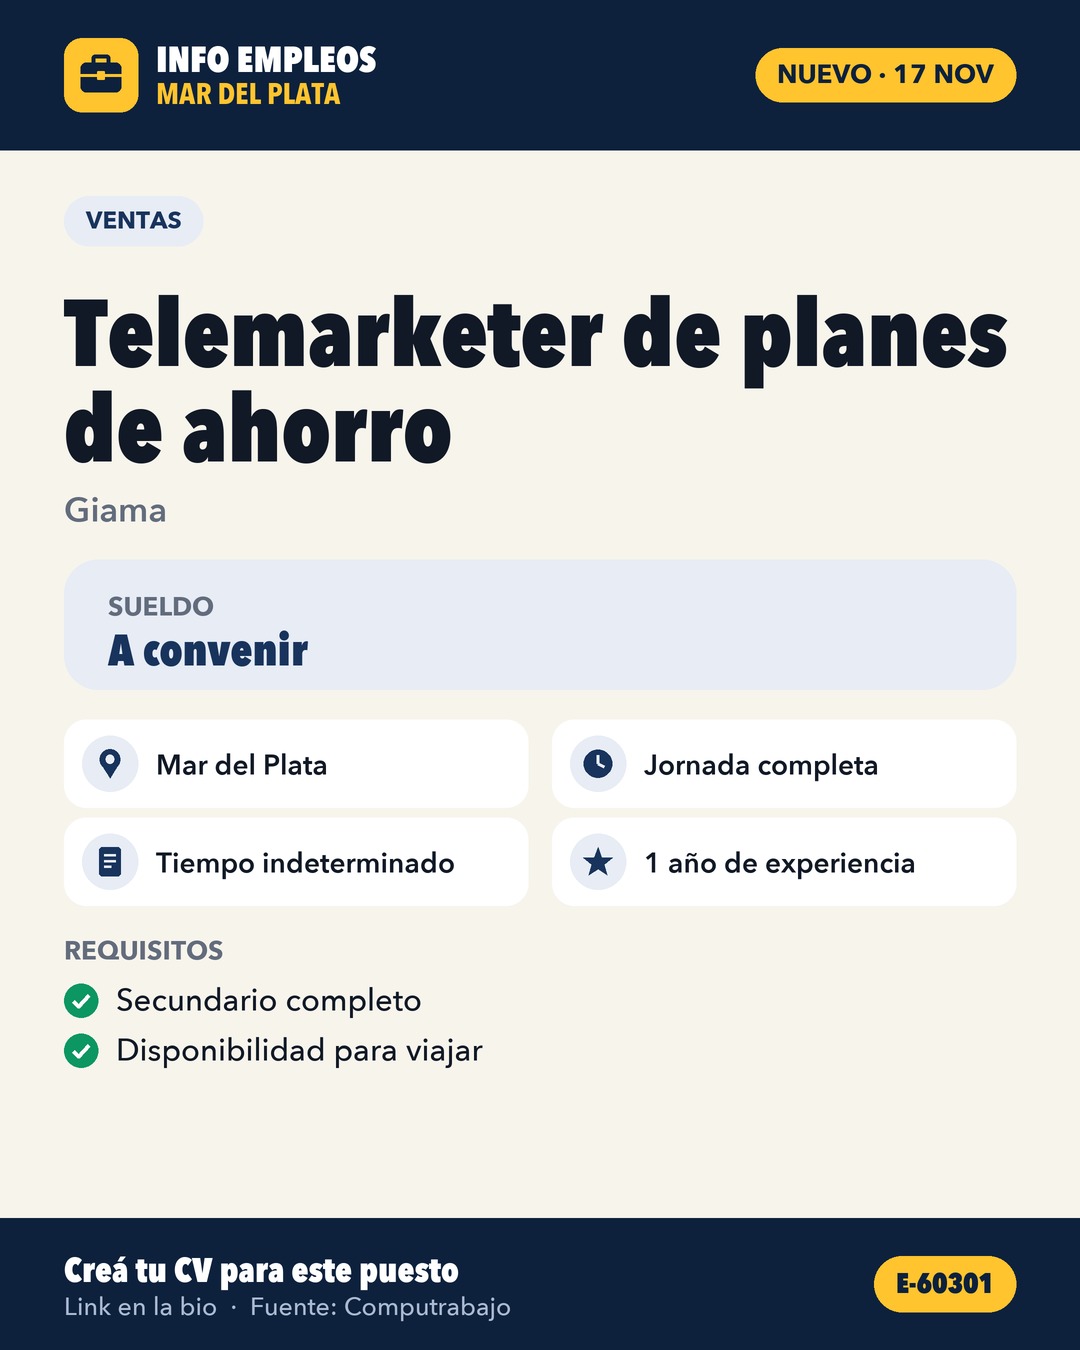 INFO EMPLEOS
MAR DEL PLATA
NUEVO · 17 NOV
VENTAS
Telemarketer de planes
de ahorro
Giama
SUELDO
A convenir
Mar del Plata
Jornada completa
Tiempo indeterminado
1 año de experiencia
REQUISITOS
Secundario completo
Disponibilidad para viajar
Creá tu CV para este puesto
Link en la bio · Fuente: Computrabajo
E-60301